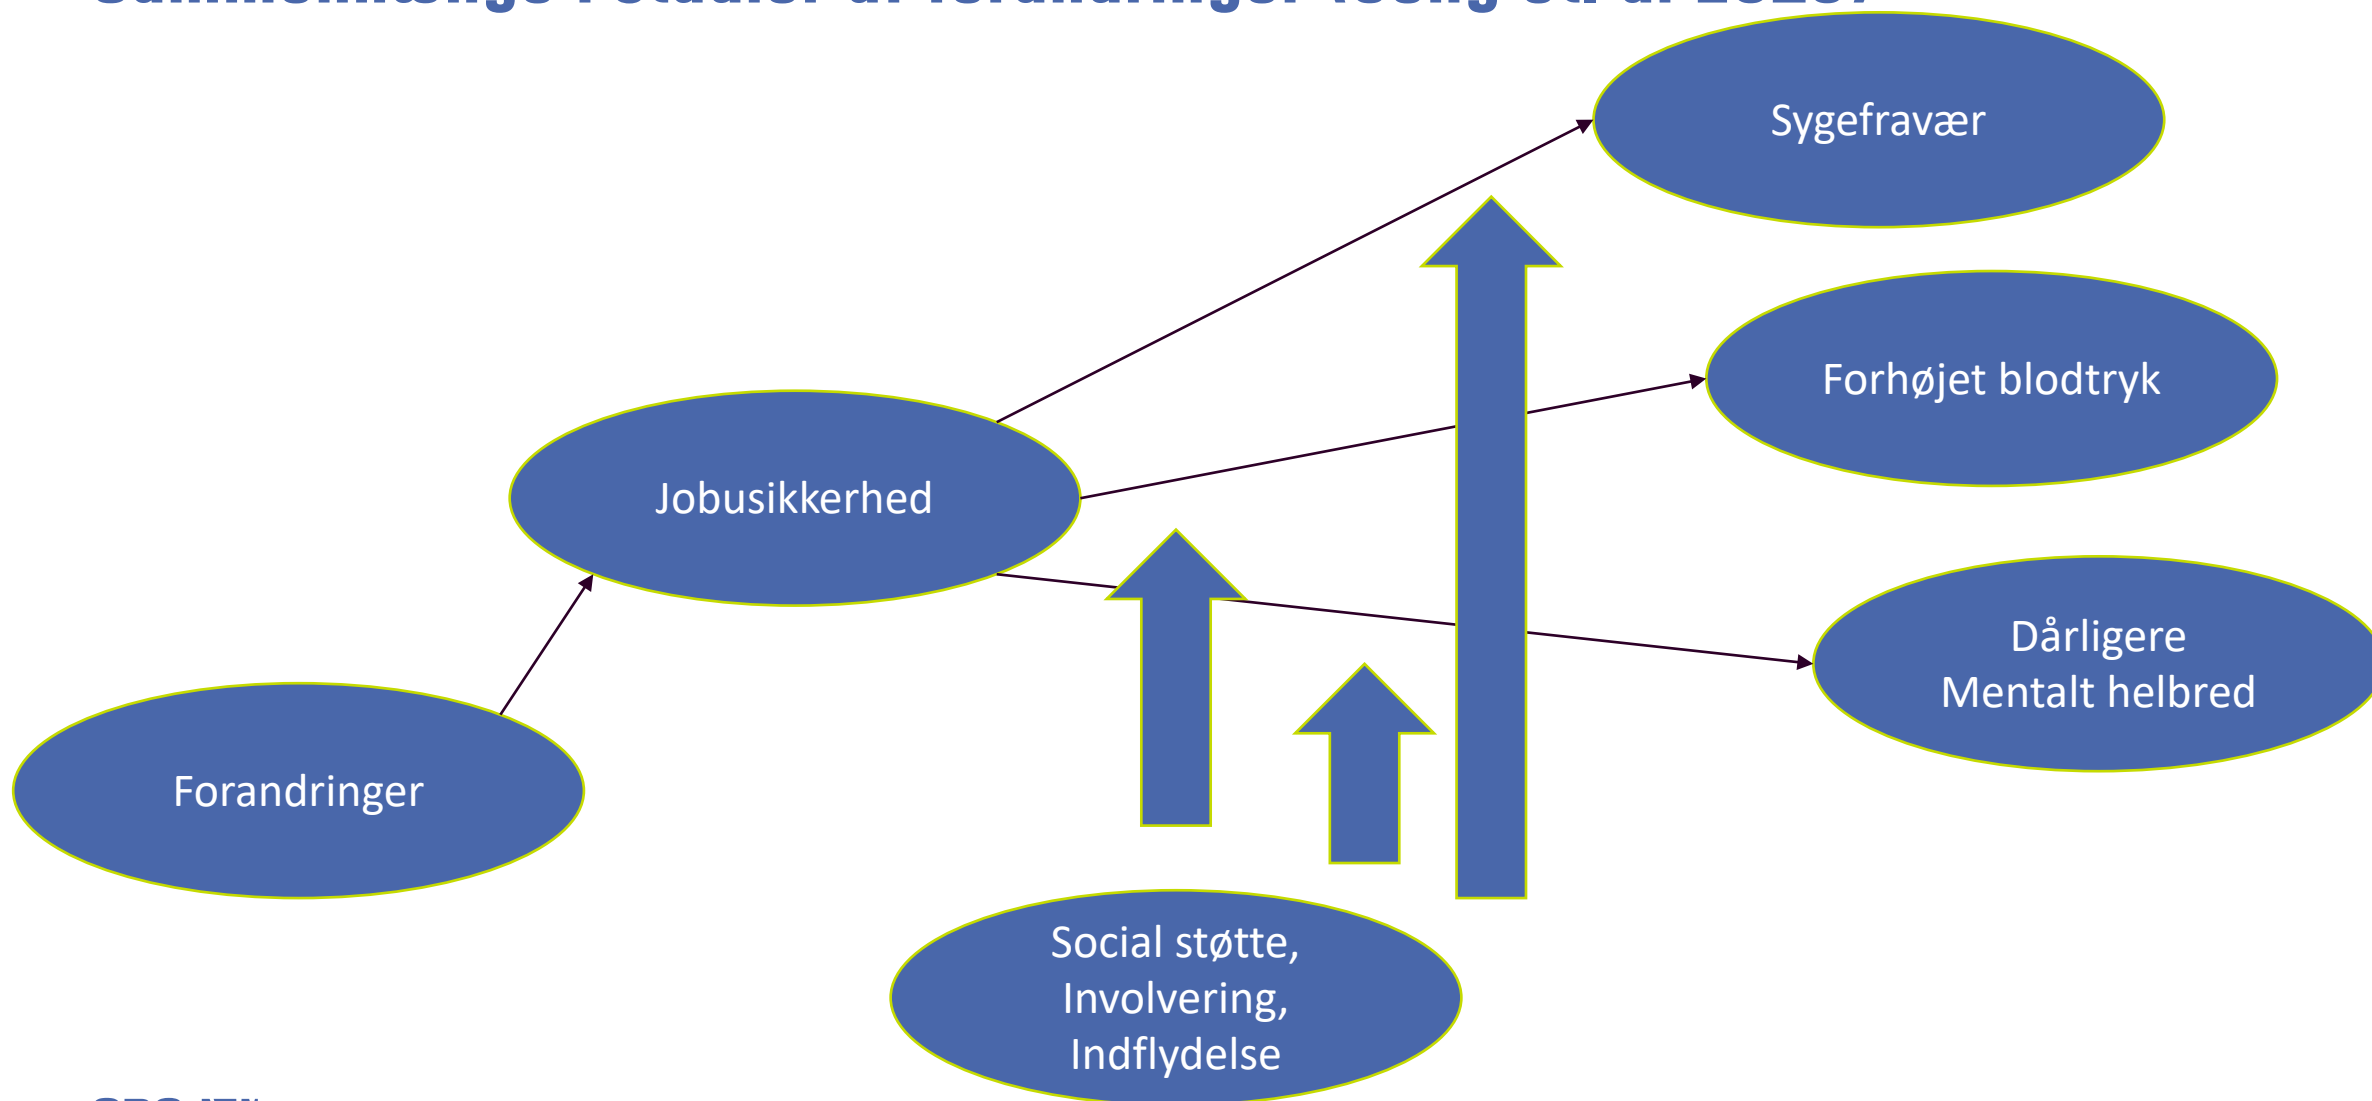 Sygefravær
Forhøjet blodtryk
Jobusikkerhed
Dårligere
Mentalt helbred
Forandringer
Social støtte,
Involvering,
Indflydelse